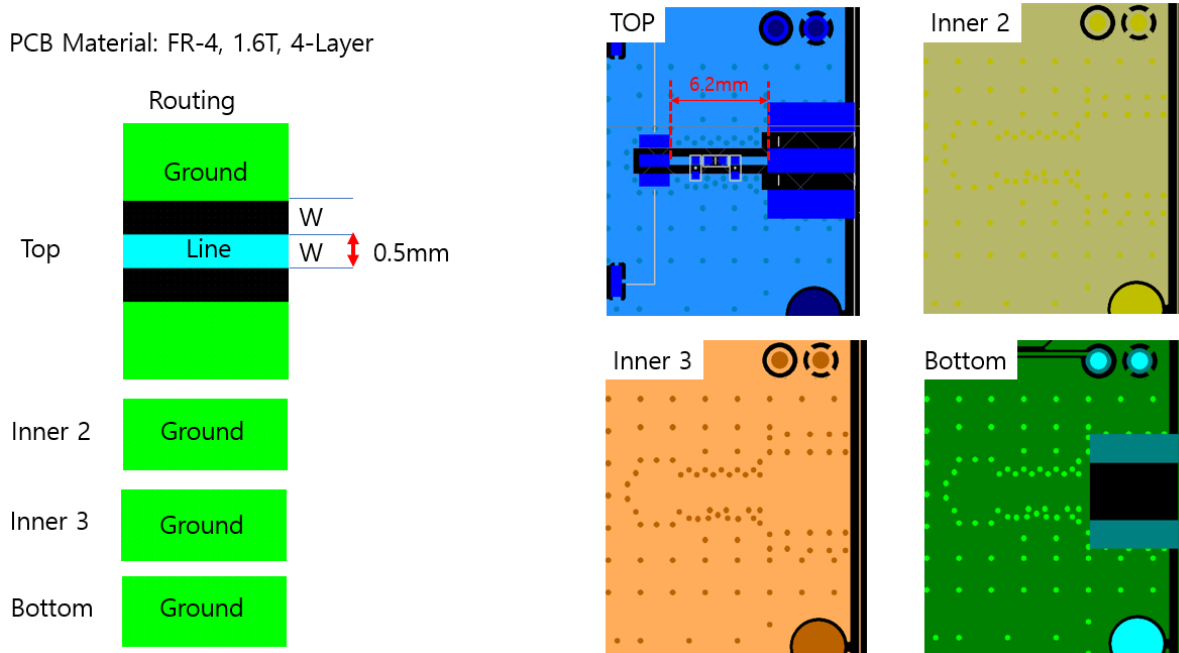 PCB Material: FR-4, 1.6T, 4-Layer
Routing
Top
Ground
W
Line
W
0.5mm
Inner 2
Ground
Inner 3
Ground
Bottom
Ground
TOP
6.2mm
Inner 2
Inner 3
Bottom